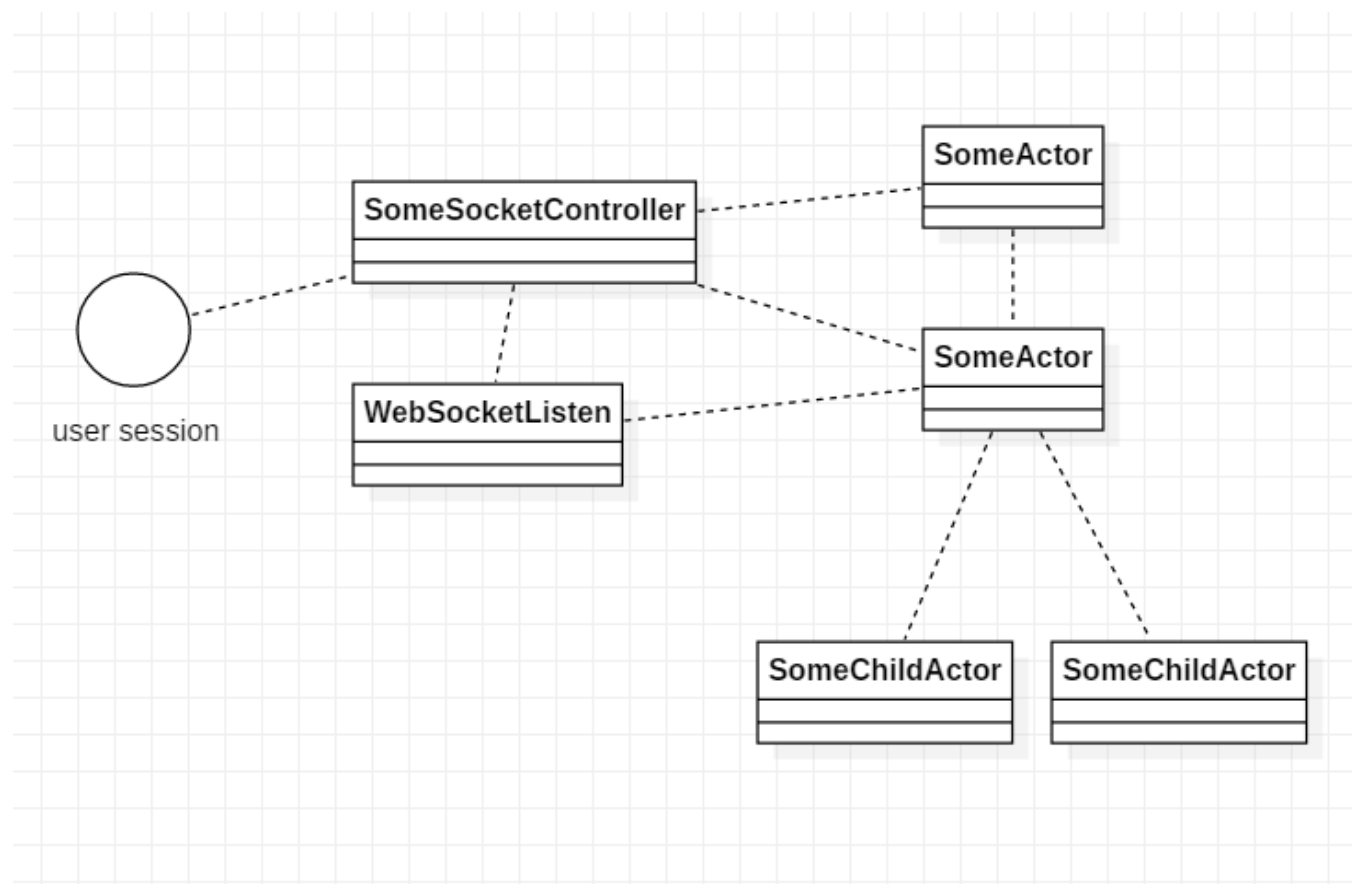 SomeActor
SomeSocketController
SomeActor
WebSocketListen
user session
SomeChildActor
SomeChildActor